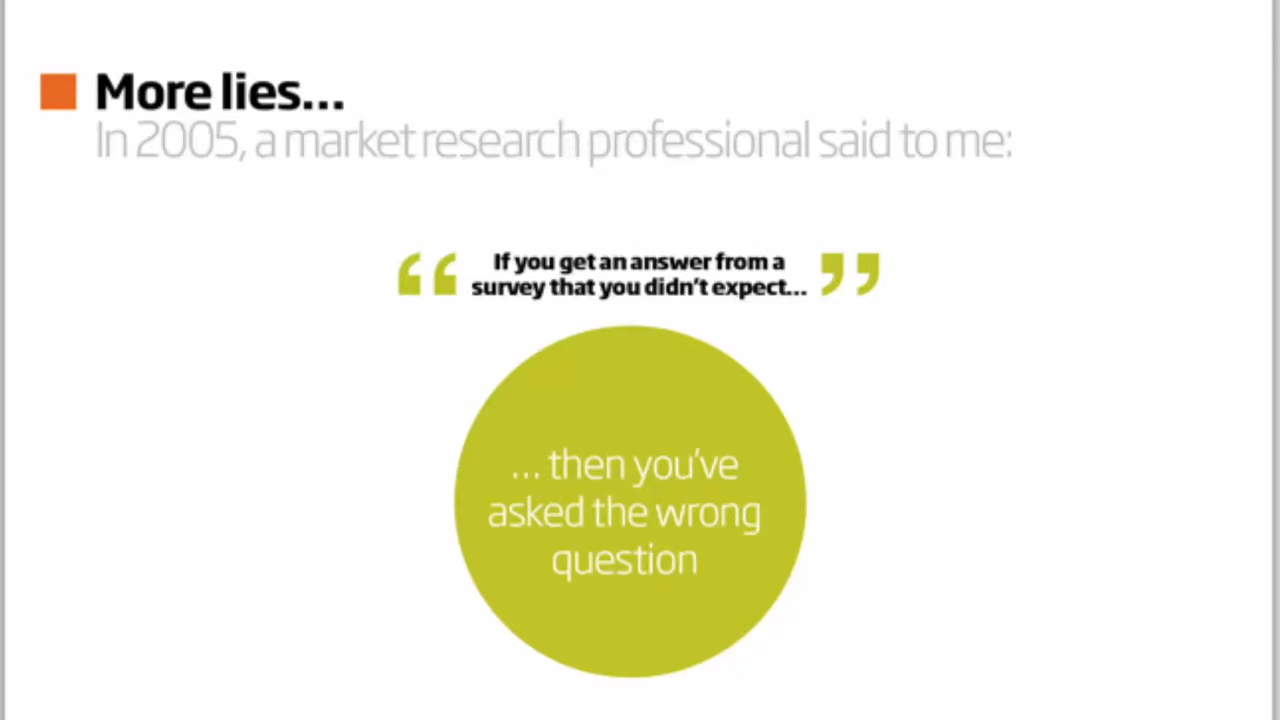 More lies...
In 2005, a market research professional said to me:
“ If you get an answer from a
survey that you didn’t expect... ”
... then you’ve
asked the wrong
question